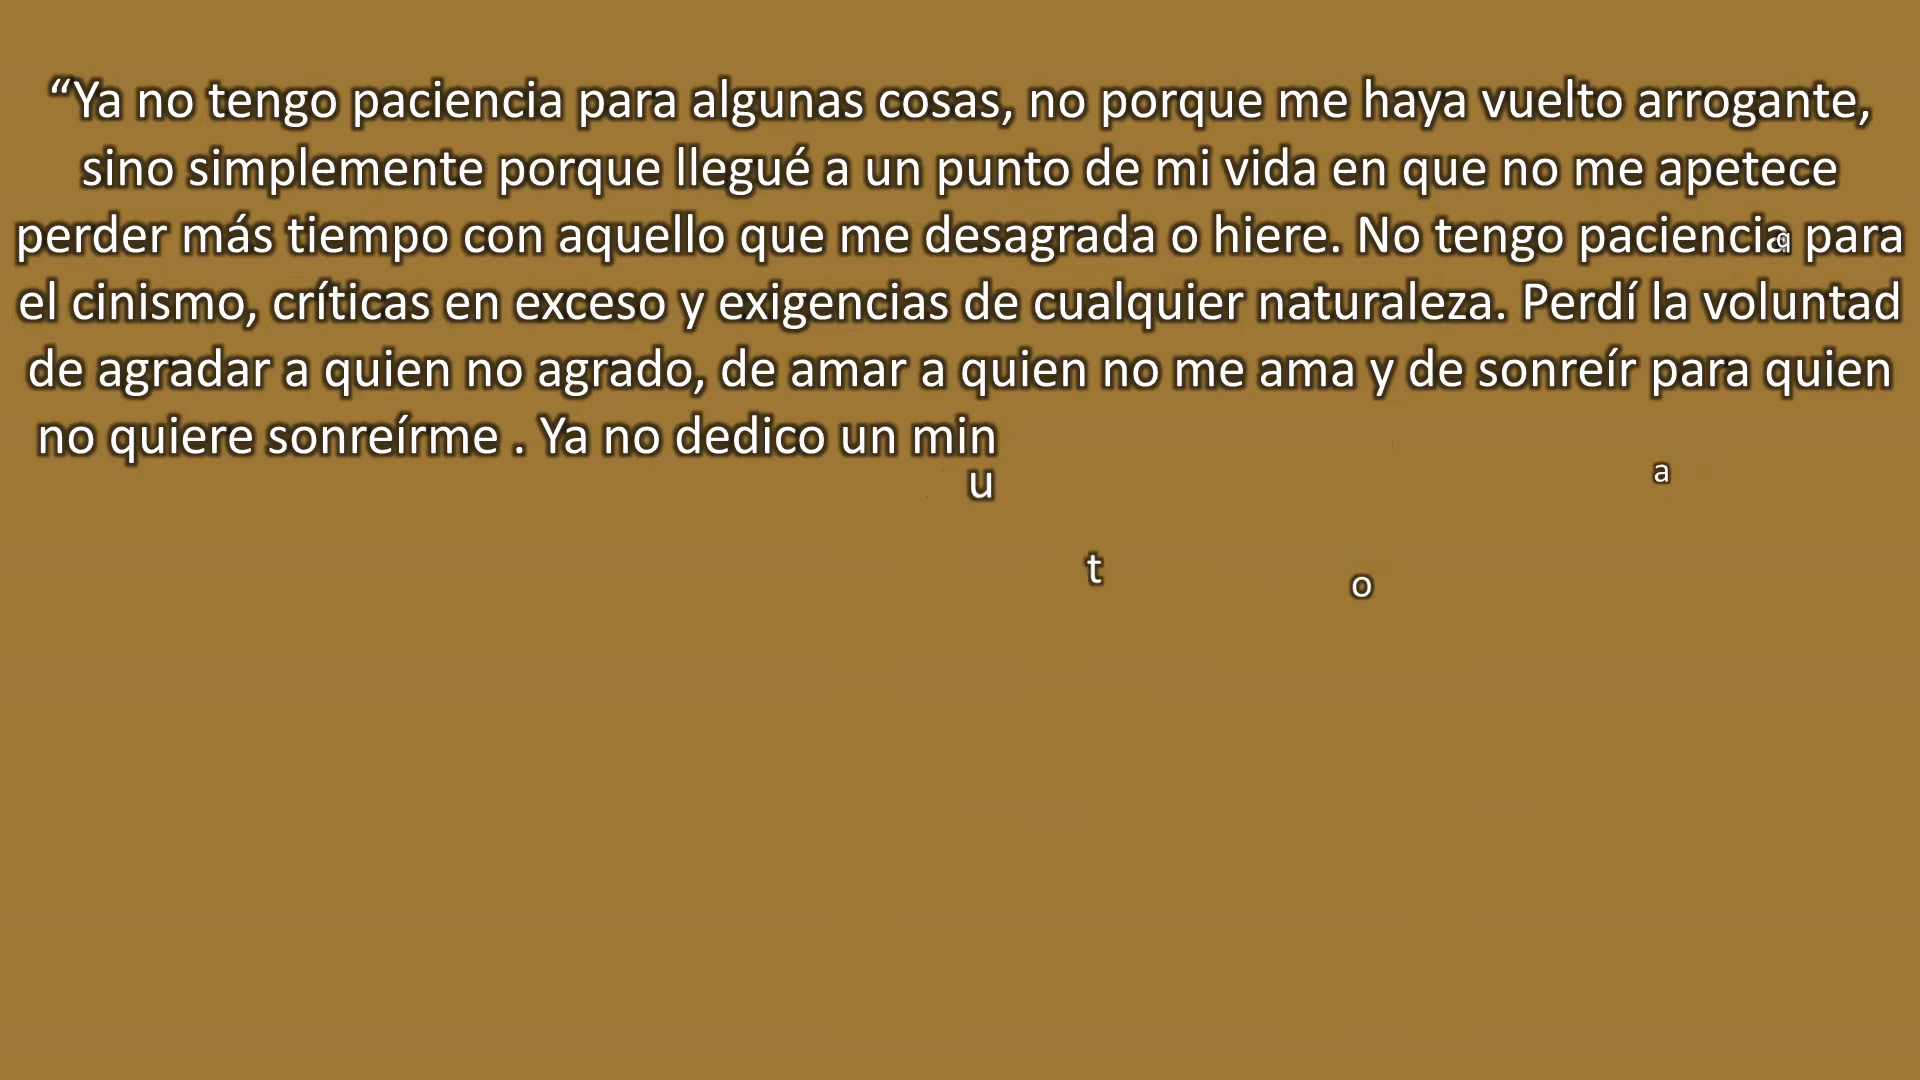 “Ya no tengo paciencia para algunas cosas, no porque me haya vuelto arrogante,
sino simplemente porque llegué a un punto de mi vida en que no me apetece
perder más tiempo con aquello que me desagrada o hiere. No tengo paciencia para
el cinismo, críticas en exceso y exigencias de cualquier naturaleza. Perdí la voluntad
de agradar a quien no agrado, de amar a quien no me ama y de sonreír para quien
no quiere sonreírme . Ya no dedico un min
u
t
o
a
q